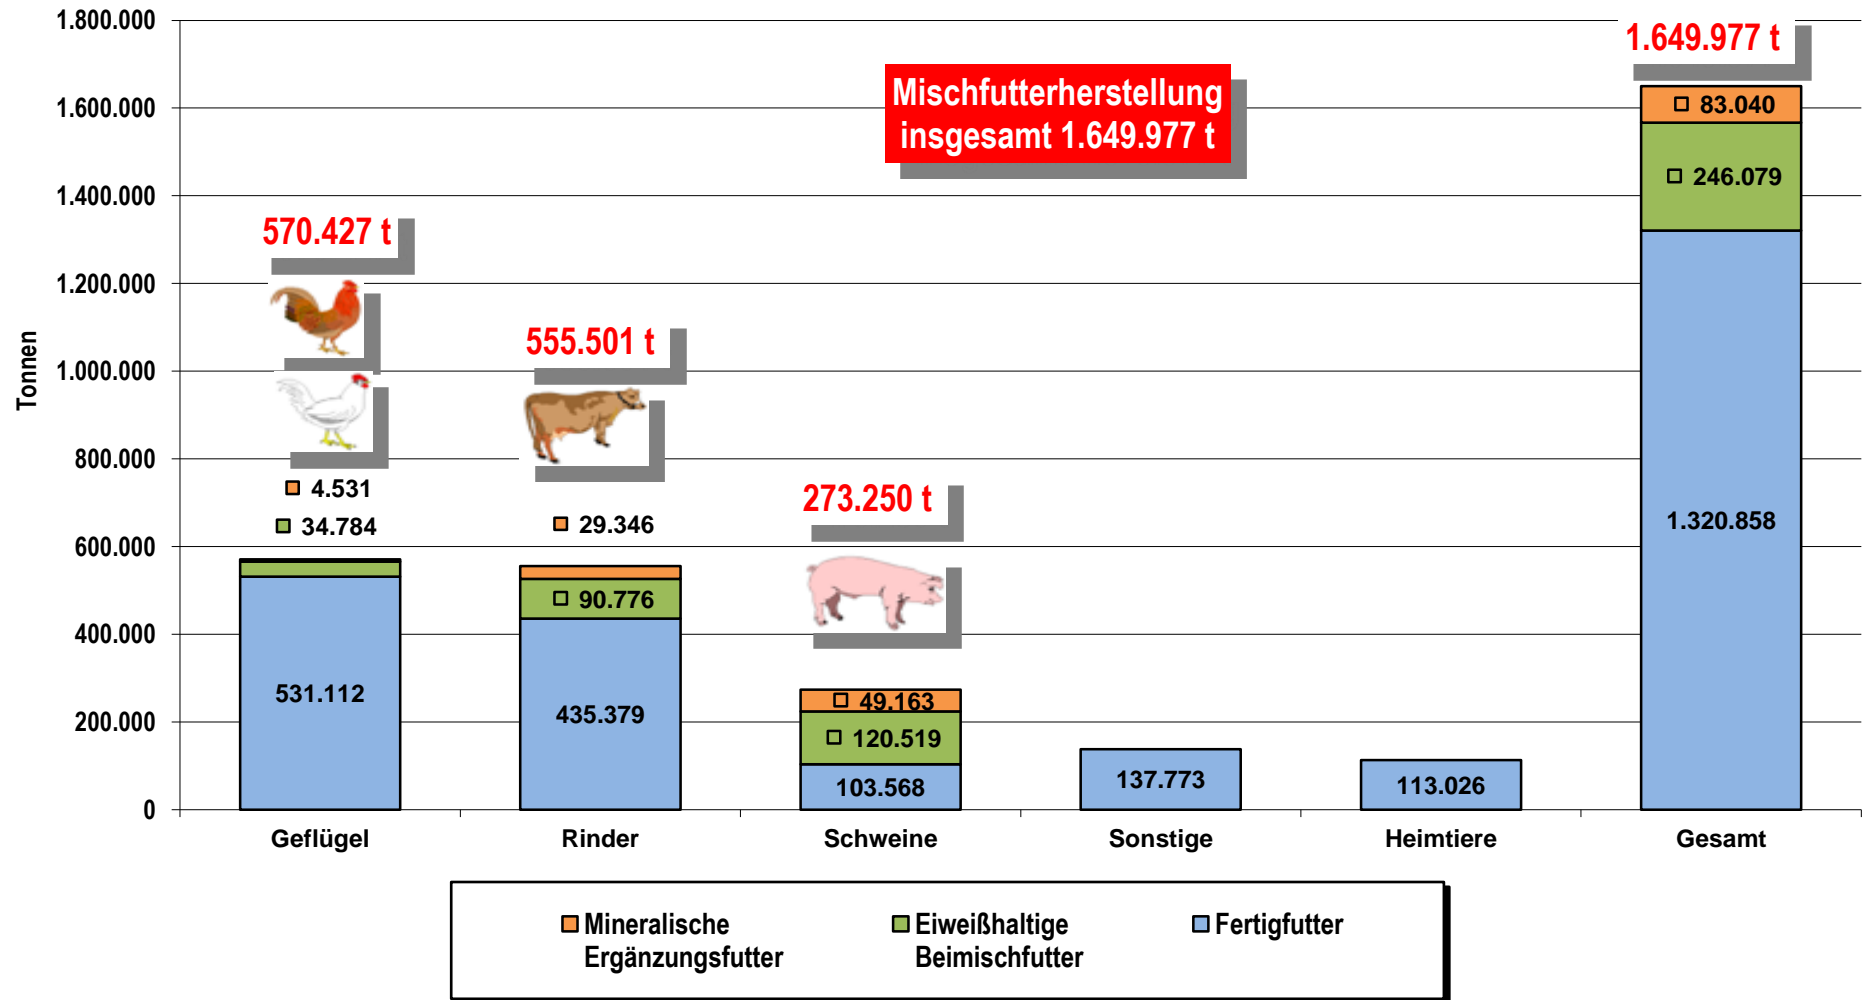 1.800.000
1.600.000
1.400.000
1.200.000
1.000.000
800.000
600.000
400.000
200.000
0
Tonnen
Mischfutterherstellung
insgesamt 1.649.977 t
570.427 t
4.531
34.784
531.112
555.501 t
29.346
90.776
435.379
273.250 t
49.163
120.519
103.568
137.773
113.026
1.649.977 t
83.040
246.079
1.320.858
Geflügel
Rinder
Schweine
Sonstige
Heimtiere
Gesamt
Mineralische
Ergänzungsfutter
Eiweißhaltige
Beimischfutter
Fertigfutter